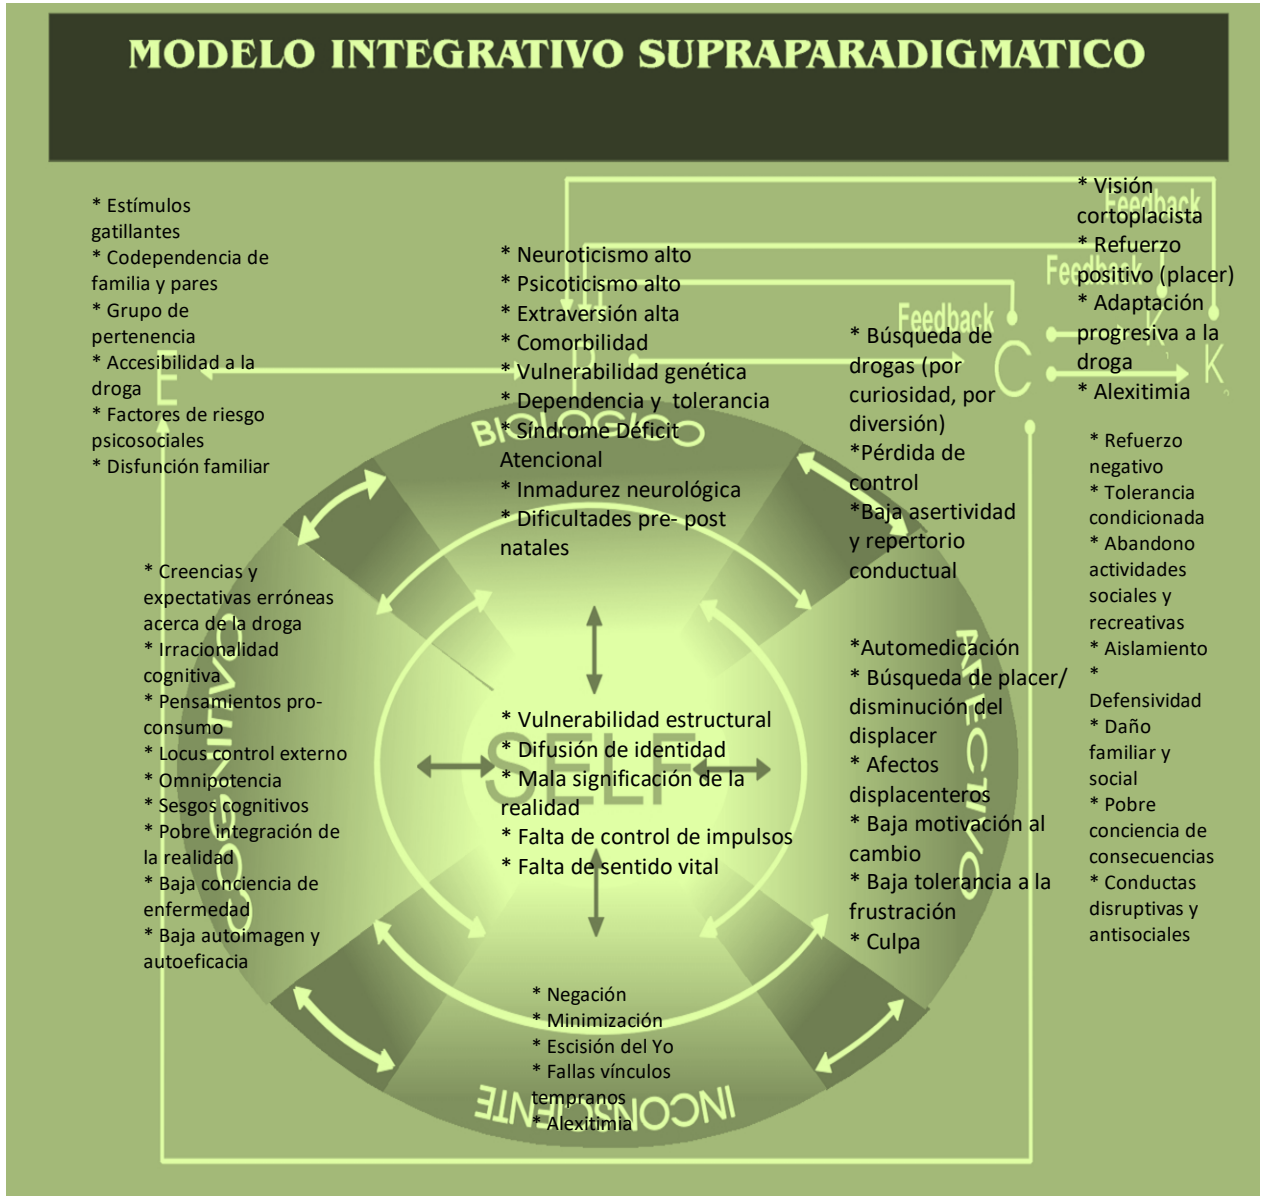 MODELO INTEGRATIVO SUPRAPARADIGMATICO
* Estímulos
gatillantes
* Codependencia de
familia y pares
* Grupo de
pertenencia
* Accesibilidad a la
droga
* Factores de riesgo
psicosociales
* Disfunción familiar
E
* Neuroticismo alto
* Psicoticismo alto
* Extraversión alta
* Comorbilidad
* Vulnerabilidad genética
* Dependencia y tolerancia
* Síndrome Déficit
Atencional
* Inmadurez neurológica
* Dificultades pre- post
natales
BIOLOGICO
Feedback
Feedback
Feedback
C
K
K
* Búsqueda de
drogas (por
curiosidad, por
diversión)
*Pérdida de
control
*Baja asertividad
y repertorio
conductual
* Visión
cortoplacista
* Refuerzo
positivo (placer)
* Adaptación
progresiva a la
droga
* Alexitimia
* Refuerzo
negativo
* Tolerancia
condicionada
* Abandono
actividades
sociales y
recreativas
* Aislamiento
*
Defensividad
* Daño
familiar y
social
* Pobre
conciencia de
consecuencias
* Conductas
disruptivas y
antisociales
* Creencias y
expectativas erróneas
acerca de la droga
* Irracionalidad
cognitiva
* Pensamientos pro-
consumo
* Locus control externo
* Omnipotencia
* Sesgos cognitivos
* Pobre integración de
la realidad
* Baja conciencia de
enfermedad
* Baja autoimagen y
autoeficacia
COGNITIVO
* Vulnerabilidad estructural
* Difusión de identidad
* Mala significación de la
realidad
* Falta de control de impulsos
* Falta de sentido vital
SELF
*Automedicación
* Búsqueda de placer/
disminución del
displacer
* Afectos
displacenteros
* Baja motivación al
cambio
* Baja tolerancia a la
frustración
* Culpa
AFECTIVO
* Negación
* Minimización
* Escisión del Yo
* Fallas vínculos
tempranos
* Alexitimia
INCONSCIENTE